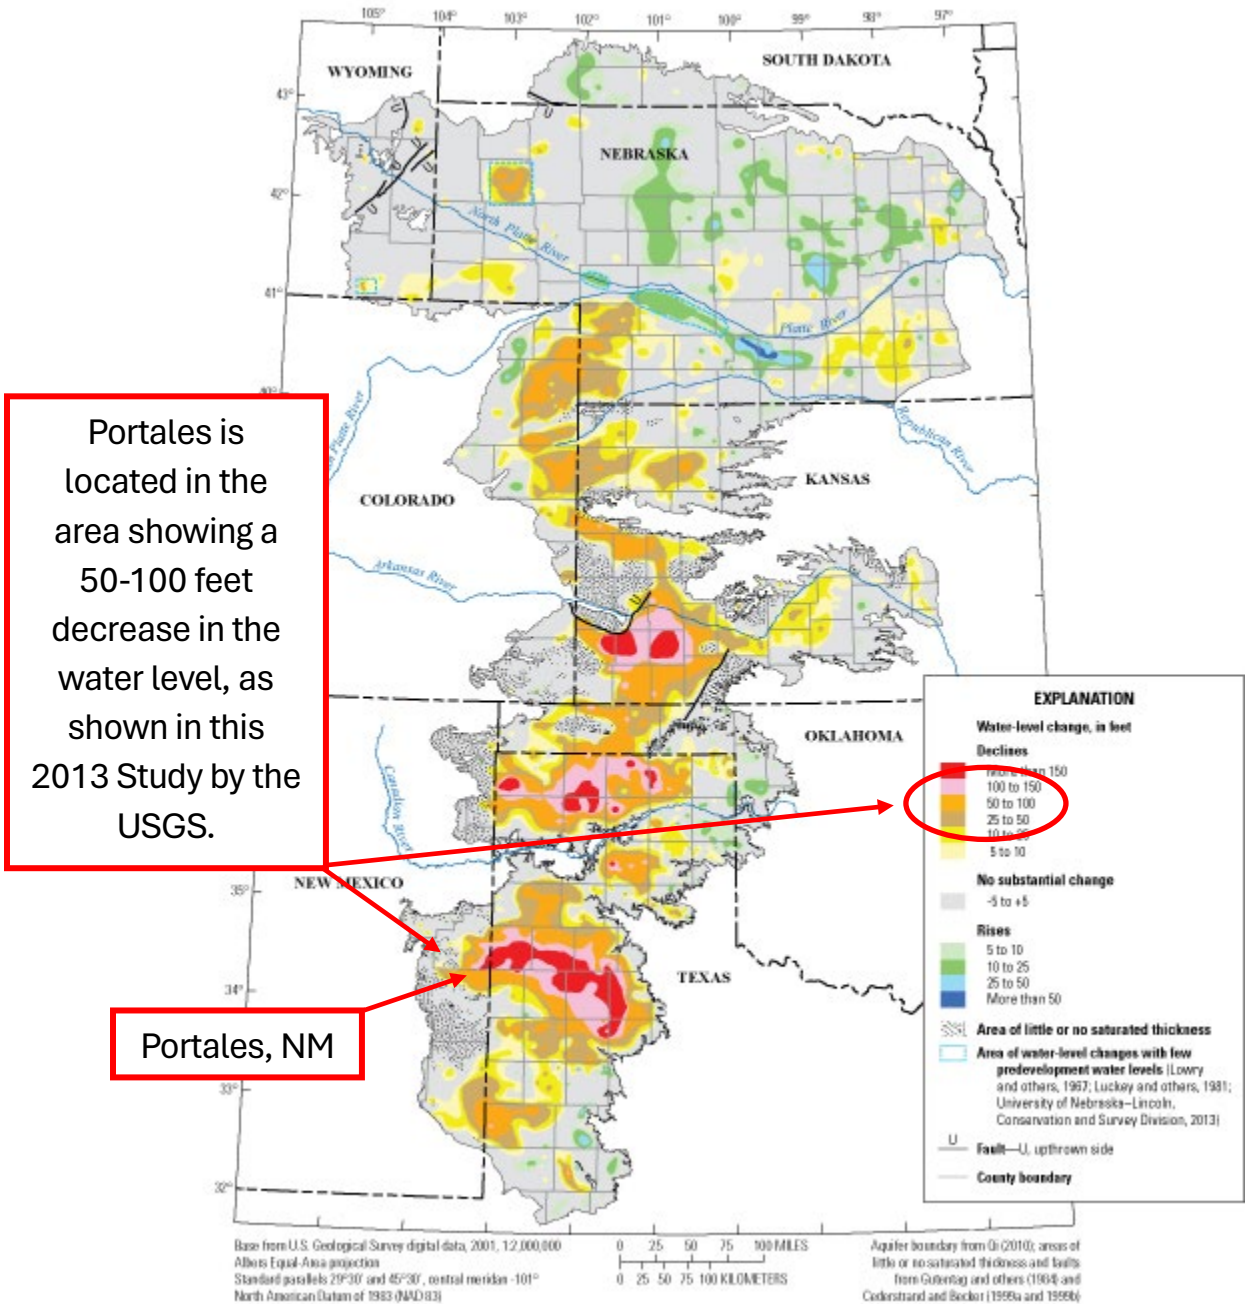 105°
104°
103°
102°
101°
100°
99°
98°
97°
WYOMING
SOUTH DAKOTA
43°
U
U
NEBRASKA
42°
North Platte River
41°
Platte River
Portales is
located in the
area showing a
50-100 feet
decrease in the
water level, as
shown in this
2013 Study by the
USGS.
Platte River
Republican River
COLORADO
KANSAS
Arkansas River
U
EXPLANATION
Water-level change, in feet
Declines
More than 150
100 to 150
50 to 100
25 to 50
10 to 25
5 to 10
No substantial change
-5 to +5
Rises
5 to 10
10 to 25
25 to 50
More than 50
Area of little or no saturated thickness
Area of water-level changes with few
predevelopment water levels (Lowry
and others, 1967; Luckey and others, 1981;
University of Nebraska–Lincoln,
Conservation and Survey Division, 2013)
U
Fault—U, upthrown side
County boundary
OKLAHOMA
Canadian River
NEW MEXICO
35°
TEXAS
34°
Portales, NM
33°
32°
Base from U.S. Geological Survey digital data, 2001, 1:2,000,000
Albers Equal-Area projection
Standard parallels 29°30' and 45°30', central meridian -101°
North American Datum of 1983 (NAD 83)
0 25 50 75 100 MILES
0 25 50 75 100 KILOMETERS
Aquifer boundary from Qi (2010); areas of
little or no saturated thickness and faults
from Gutentag and others (1984) and
Cederstrand and Becker (1999a and 1999b)